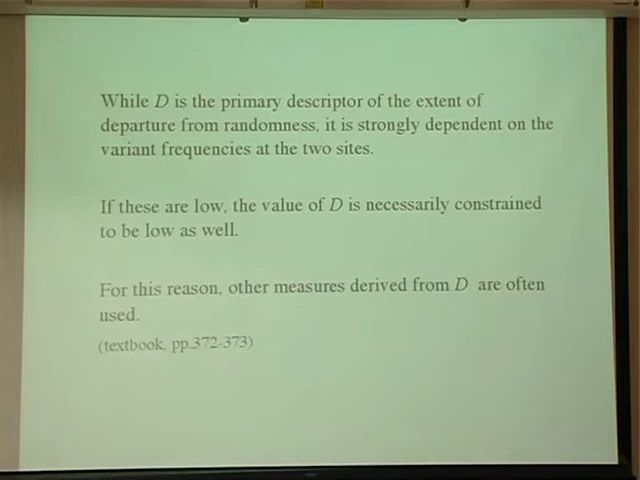 While D is the primary descriptor of the extent of
departure from randomness, it is strongly dependent on the
variant frequencies at the two sites.
If these are low, the value of D is necessarily constrained
to be low as well.
For this reason, other measures derived from D are often
used.
(textbook, pp.372-373)